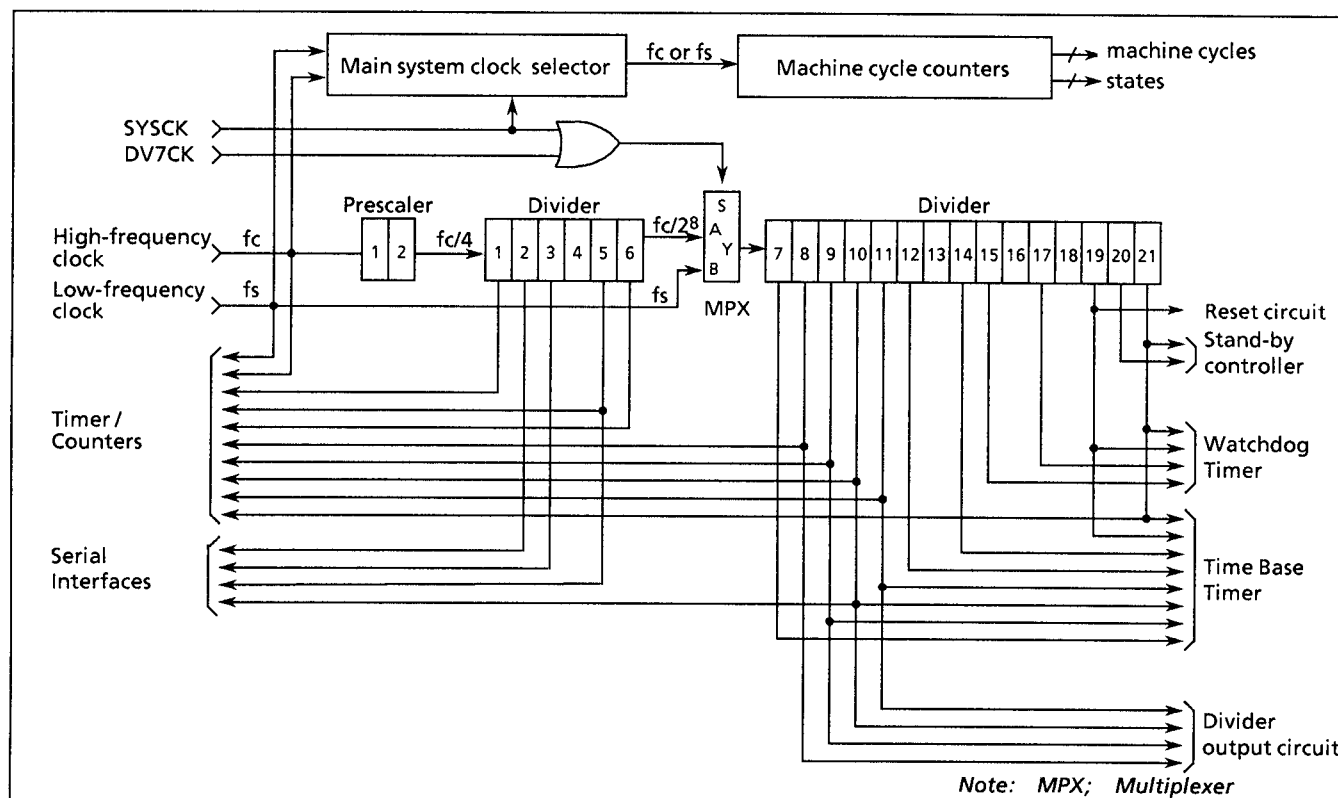 Main system clock selector
fc or fs
Machine cycle counters
machine cycles
states
SYSCK
DV7CK
Prescaler
Divider
Divider
High-frequency clock
fc
1 2
fc/4
1 2 3 4 5 6
fc/2⁸
S
A
Y
B
7 8 9 10 11 12 13 14 15 16 17 18 19 20 21
Low-frequency clock
fs
fs
MPX
Reset circuit
Stand-by
controller
Timer /
Counters
Watchdog
Timer
Serial
Interfaces
Time Base
Timer
Divider
output circuit
Note: MPX; Multiplexer